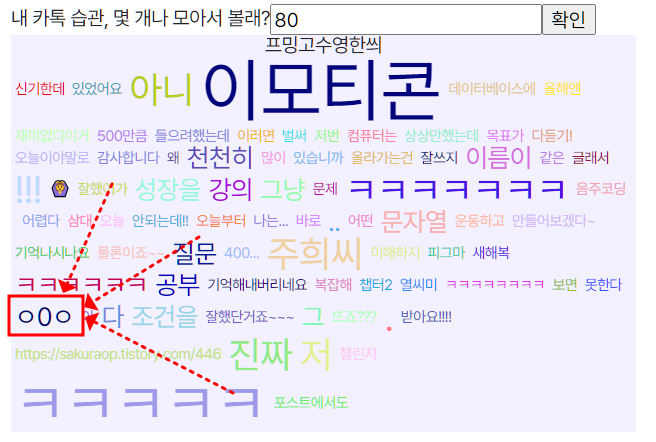 내 카톡 습관, 몇 개나 모아서 볼래? 80 확인
프밍고수영한씌
신기한데 있었어요 아니 이모티콘 데이터베이스에 올해엔
재미없다이거 500만큼 들으려했는데 이러면 벌써 저번 컴퓨터는 상상만했는데 목표가 다듣기!
오늘이야말로 감사합니다 왜 천천히 많이 있습니까 올라가는건 잘쓰지 이름이 같은 글래서
!!! 🙆 잘했어가 성장을 강의 그냥 문제 ㅋㅋㅋㅋㅋㅋㅋ 음주코딩
어렵다 삼대 오늘 안되는데!! 오늘부터 나는... 바로 .. 어떤 문자열 운동하고 만들어보겠다~
기억나시나요 물론이죠~~ 질문 400... 주희씨 이해하지 피그마 새해복
ㅋㅋㅋㅋㅋㅋ 공부 기억해내버리네요 복잡해 챕터2 열씨미 ㅋㅋㅋㅋㅋㅋㅋㅋ 보면 못한다
ㅇ0ㅇ 다 조건을 잘했단거죠~~~ 그 뜨죠??? . 받아요!!!!
https://sakuraop.tistory.com/446 진짜 저 챌린지
ㅋㅋㅋㅋㅋ 포스트에서도